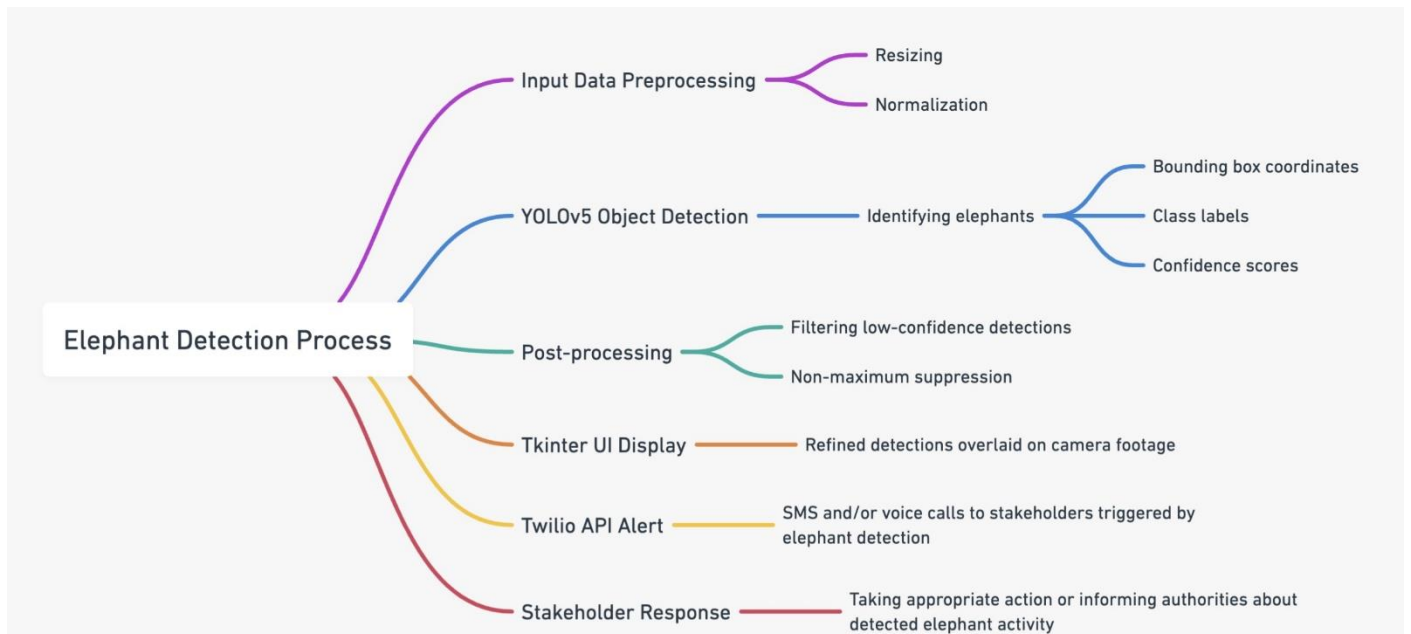 Elephant Detection Process
Input Data Preprocessing
Resizing
Normalization
YOLOv5 Object Detection
Identifying elephants
Bounding box coordinates
Class labels
Confidence scores
Post-processing
Filtering low-confidence detections
Non-maximum suppression
Tkinter UI Display
Refined detections overlaid on camera footage
Twilio API Alert
SMS and/or voice calls to stakeholders triggered by
elephant detection
Stakeholder Response
Taking appropriate action or informing authorities about
detected elephant activity